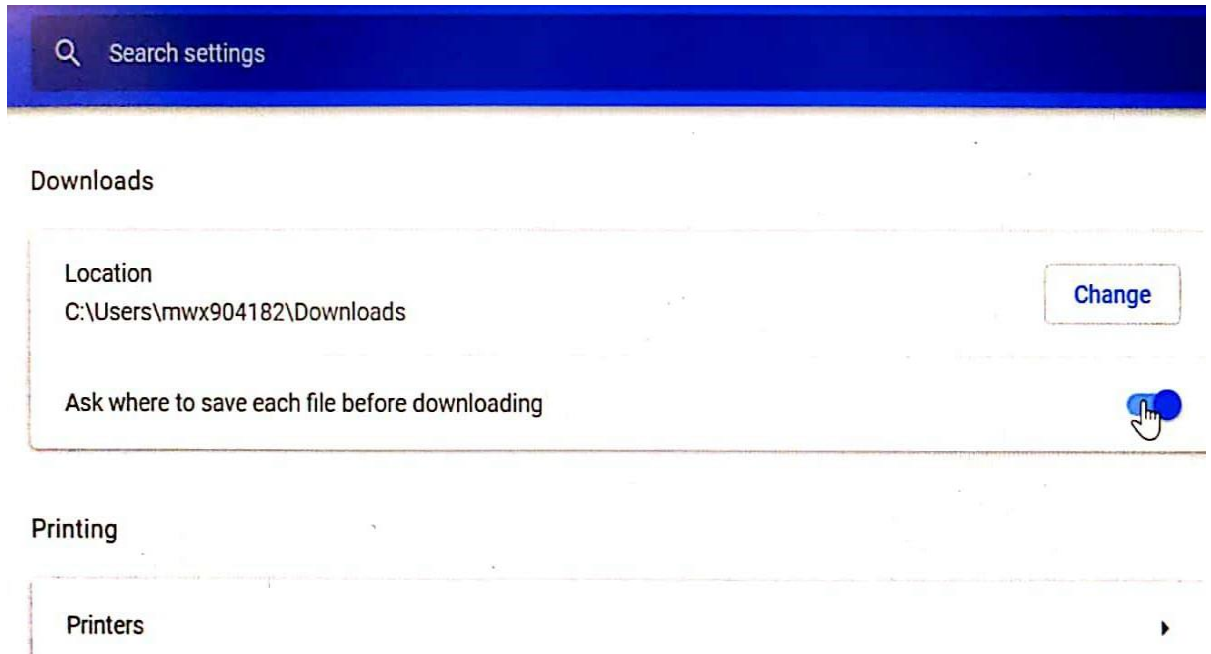 Search settings
Downloads
Location
Change
C:\Users\mwx904182\Downloads
Ask where to save each file before downloading
Printing
Printers